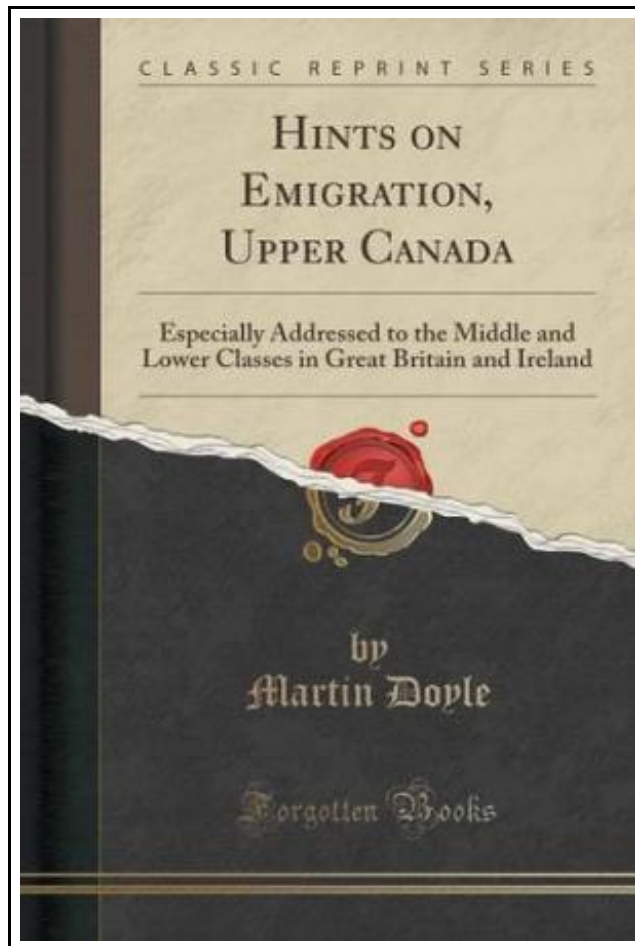 CLASSIC REPRINT SERIES
HINTS ON
EMIGRATION,
UPPER CANADA
Especially Addressed to the Middle and
Lower Classes in Great Britain and Ireland
by
Martin Doyle
Forgotten Books